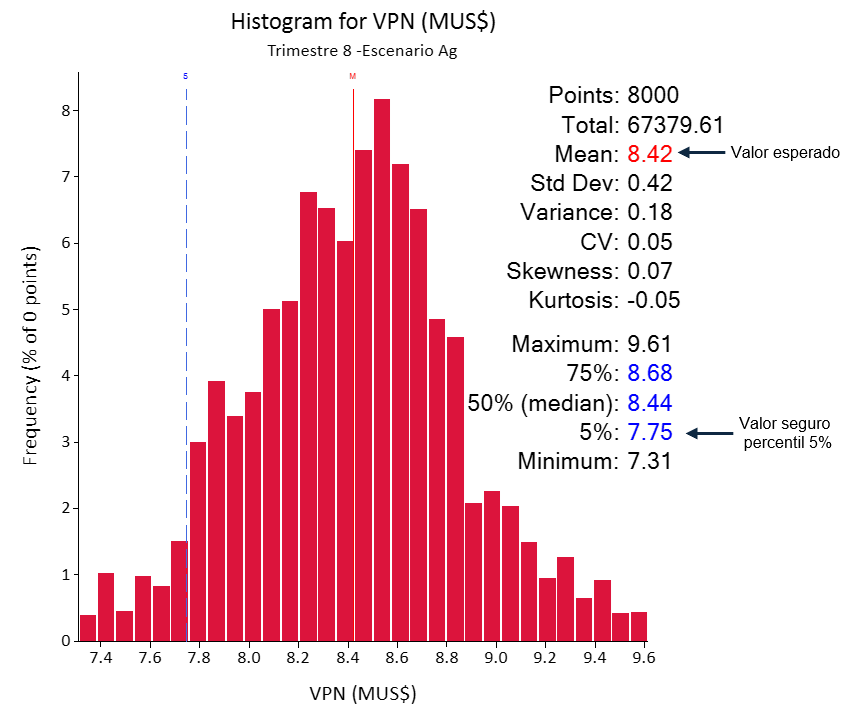 Histogram for VPN (MUS$)
Trimestre 8 -Escenario Ag
S
M
Points: 8000
Total: 67379.61
Mean: 8.42
Valor esperado
Std Dev: 0.42
Variance: 0.18
CV: 0.05
Skewness: 0.07
Kurtosis: -0.05
Maximum: 9.61
75%: 8.68
50% (median): 8.44
5%: 7.75
Valor seguro
percentil 5%
Minimum: 7.31
Frequency (% of 0 points)
8
7
6
5
4
3
2
1
0
7.4 7.6 7.8 8.0 8.2 8.4 8.6 8.8 9.0 9.2 9.4 9.6
VPN (MUS$)